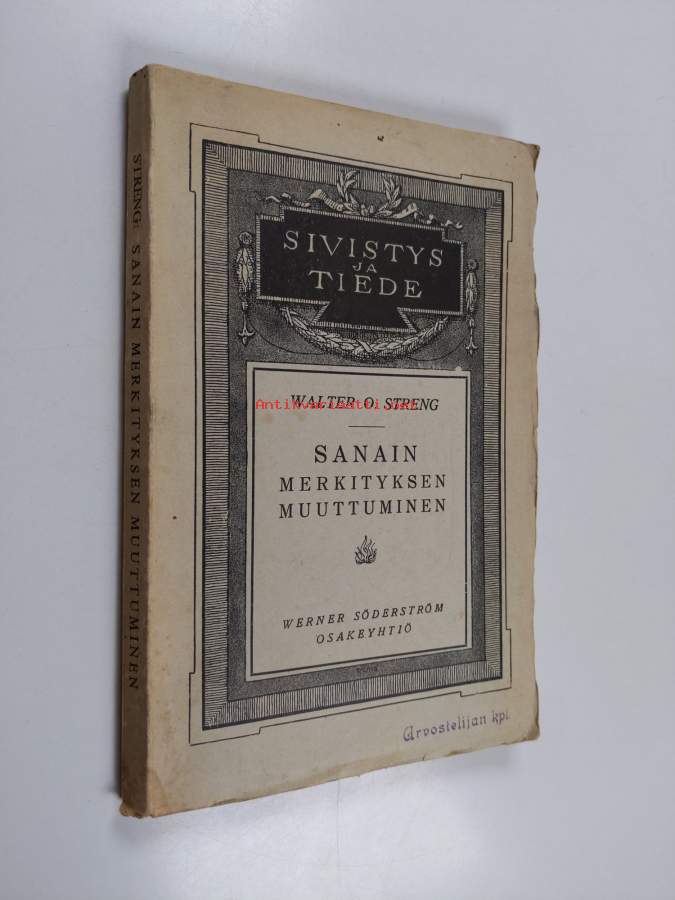 STRENG: SANAIN MERKITYKSEN MUUTTUMINEN
SIVISTYS
JA
TIEDE
WALTER O. STRENG
Antikvariaatti.net
SANAIN
MERKITYKSEN
MUUTTUMINEN
WERNER SÖDERSTRÖM
OSAKEYHTIÖ
Arvostelijan kpl.